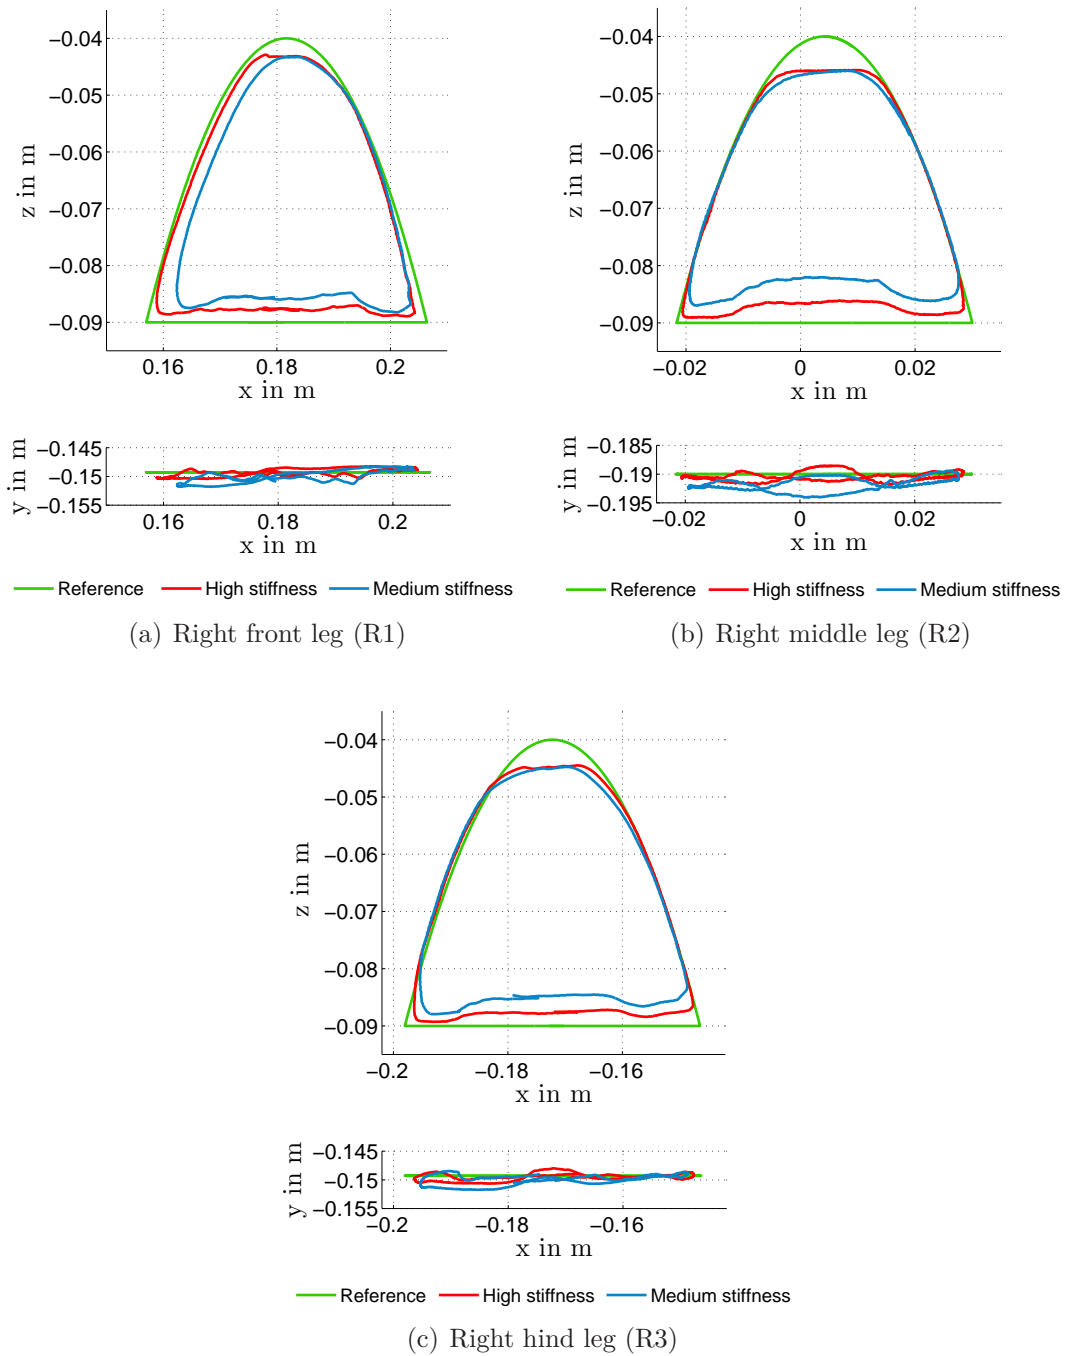 −0.04
−0.05
−0.06
−0.07
−0.08
−0.09
z in m
0.16 0.18 0.2
x in m
−0.145
−0.15
−0.155
y in m
0.16 0.18 0.2
x in m
Reference High stiffness Medium stiffness
(a) Right front leg (R1)
−0.04
−0.05
−0.06
−0.07
−0.08
−0.09
z in m
−0.02 0 0.02
x in m
−0.185
−0.19
−0.195
y in m
−0.02 0 0.02
x in m
Reference High stiffness Medium stiffness
(b) Right middle leg (R2)
−0.04
−0.05
−0.06
−0.07
−0.08
−0.09
z in m
−0.2 −0.18 −0.16
x in m
−0.145
−0.15
−0.155
y in m
−0.2 −0.18 −0.16
x in m
Reference High stiffness Medium stiffness
(c) Right hind leg (R3)